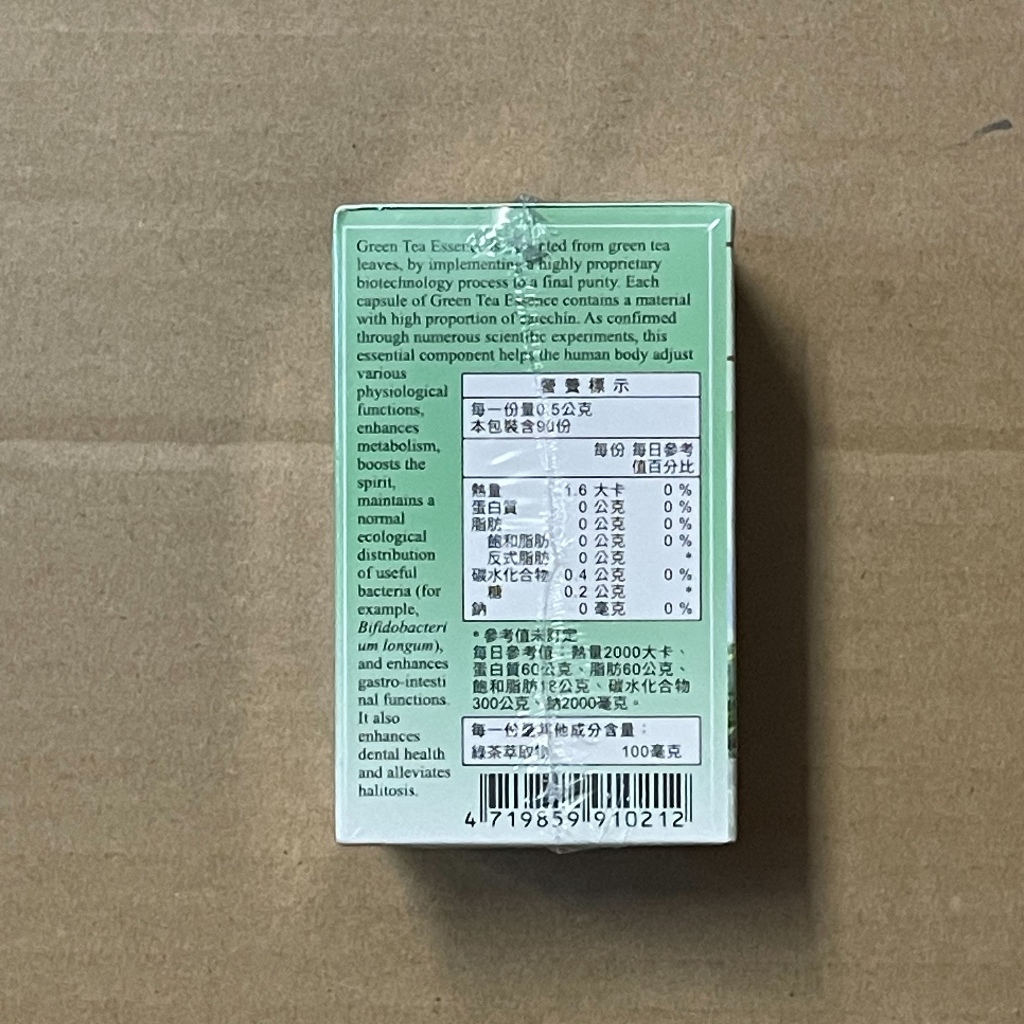 Green Tea Essence is extracted from green tea
leaves, by implementing a highly proprietary
biotechnology process to a final purity. Each
capsule of Green Tea Essence contains a material
with high proportion of catechin. As confirmed
through numerous scientific experiments, this
essential component helps the human body adjust
various
physiological
functions,
enhances
metabolism,
boosts the
spirit,
maintains a
normal
ecological
distribution
of useful
bacteria (for
example,
Bifidobacteri
um longum),
and enhances
gastro-intesti
nal functions.
It also
enhances
dental health
and alleviates
halitosis.
營養標示
每一份量0.5公克
本包裝含90份
每份 每日參考
值百分比
熱量 1.6 大卡 0 %
蛋白質 0 公克 0 %
脂肪 0 公克 0 %
飽和脂肪 0 公克 0 %
反式脂肪 0 公克 *
碳水化合物 0.4 公克 0 %
糖 0.2 公克 *
鈉 0 毫克 0 %
*參考值未訂定
每日參考值：熱量2000大卡、
蛋白質60公克、脂肪60公克、
飽和脂肪18公克、碳水化合物
300公克、鈉2000毫克。
每一份量其他成分含量：
綠茶萃取物 100毫克
4 719859 910212